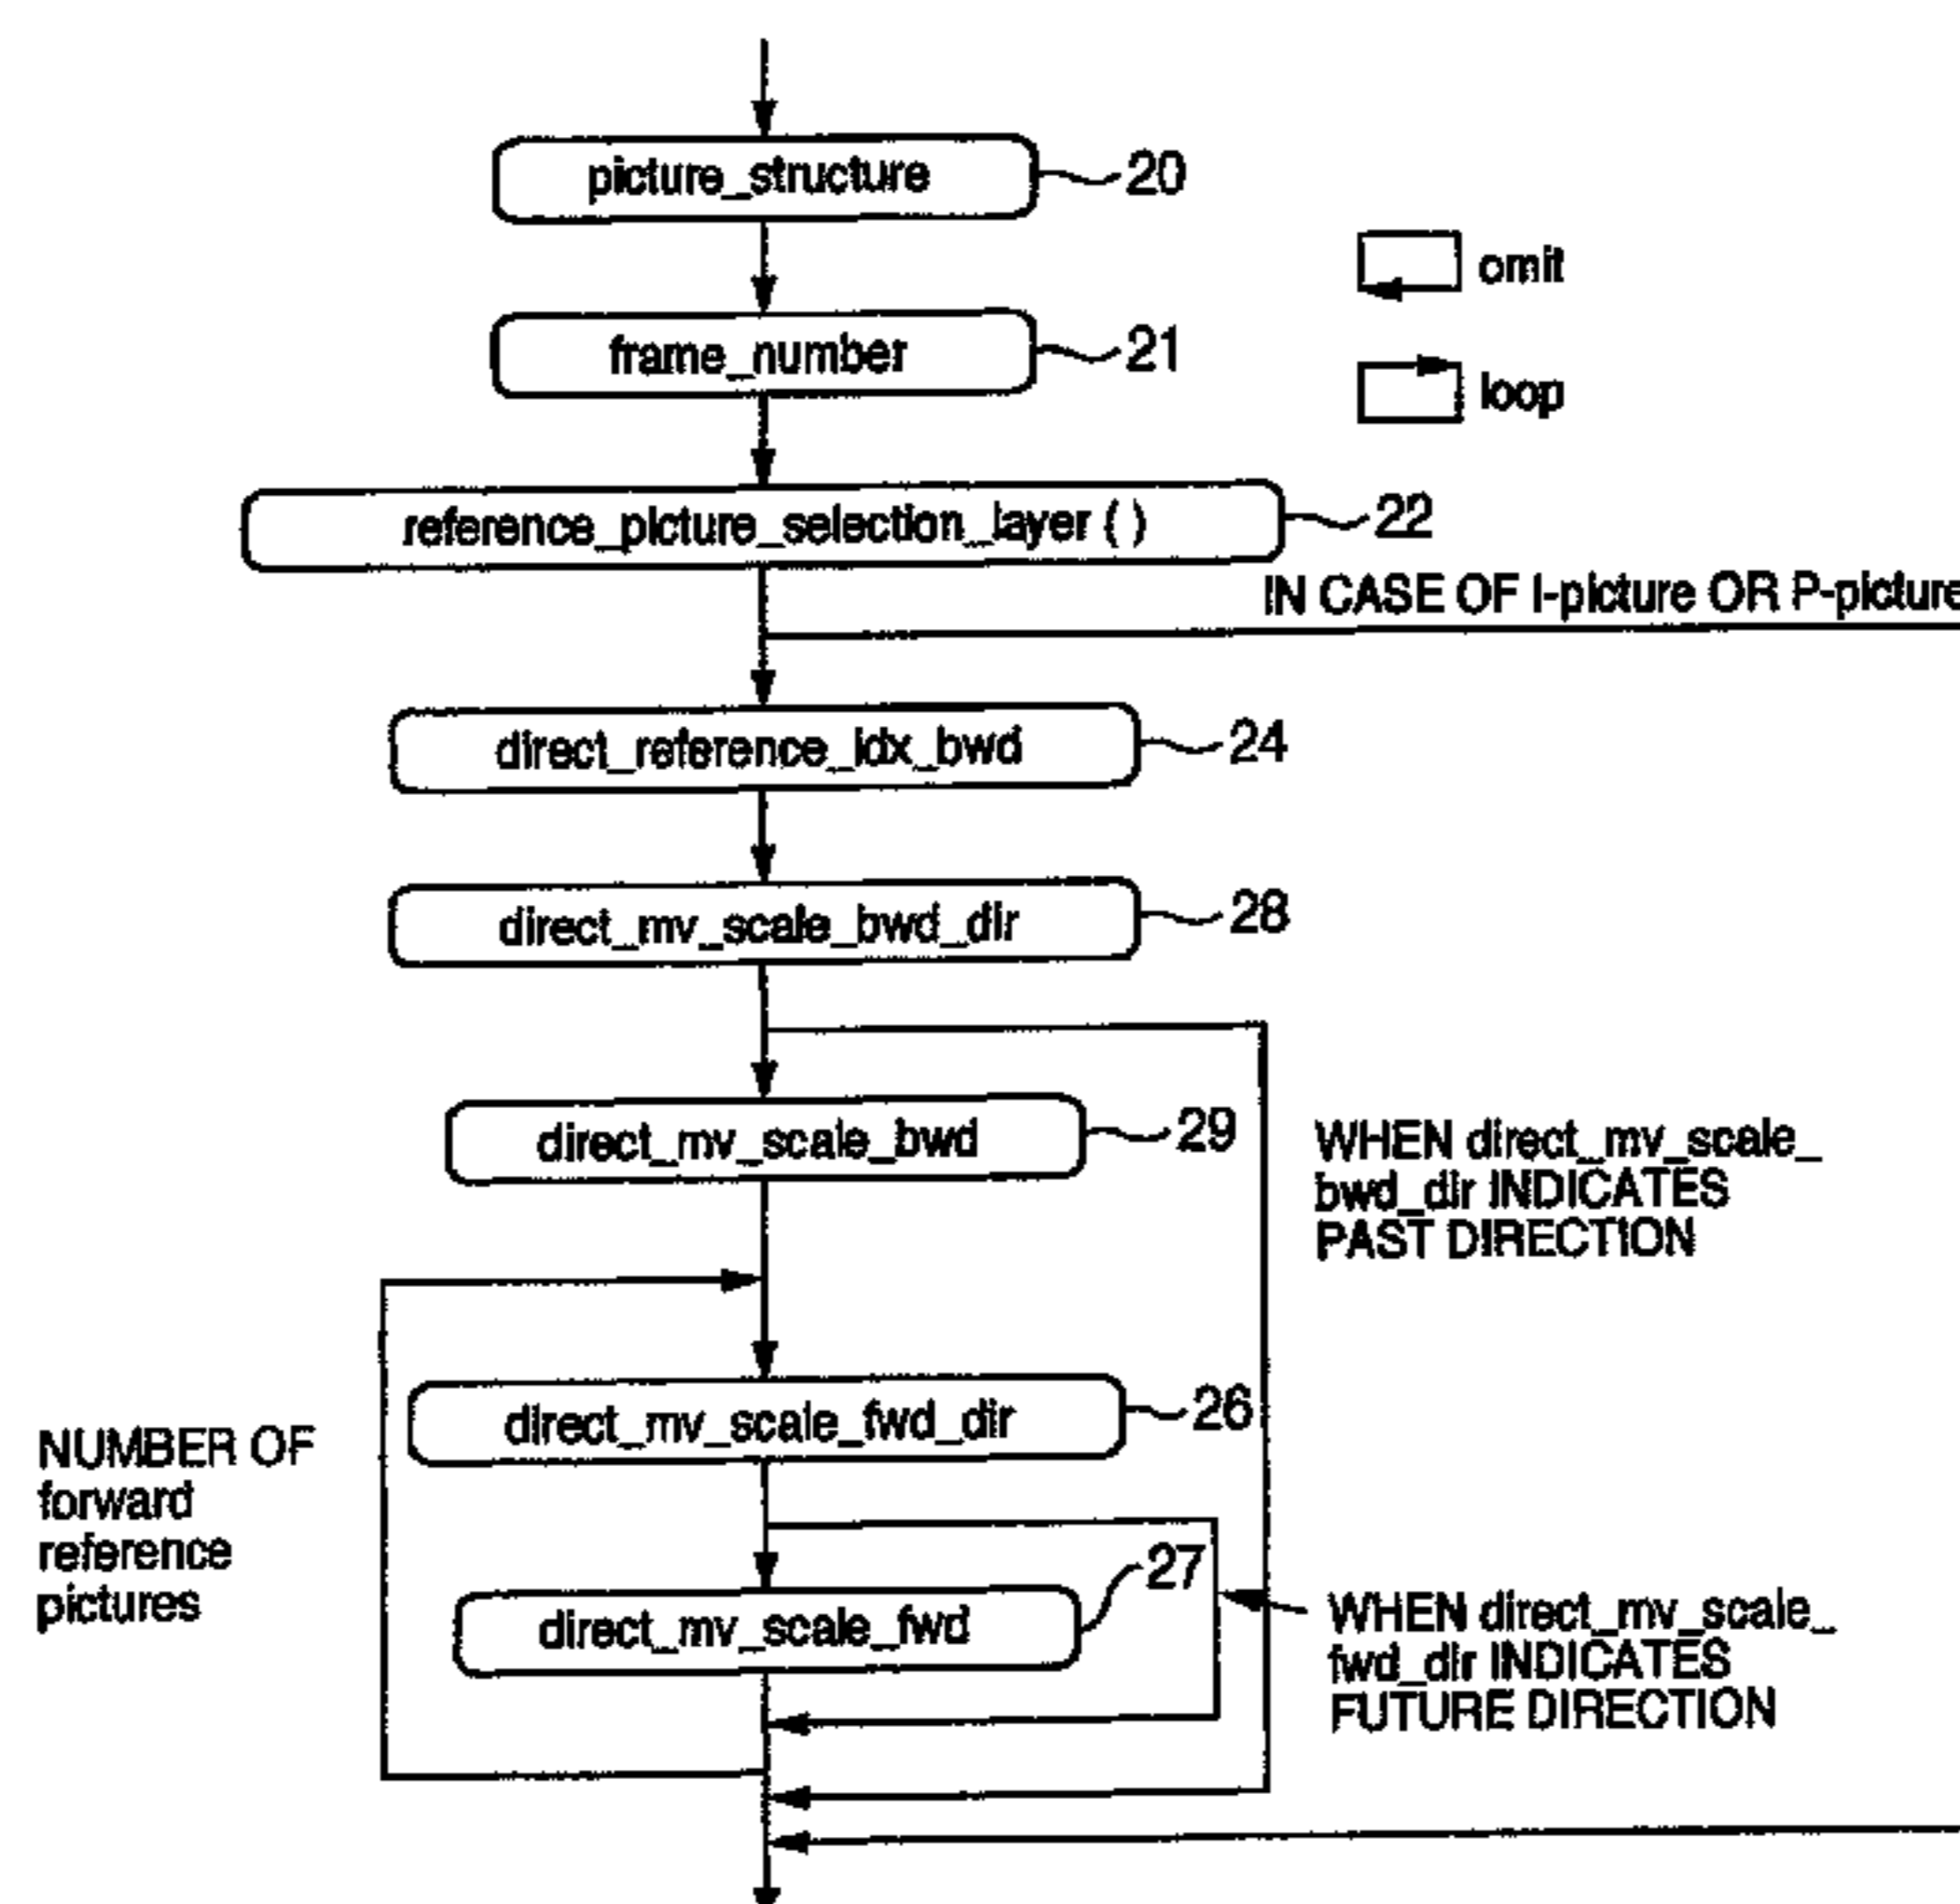 picture_structure
20
omit
frame_number
21
loop
reference_picture_selection_layer ( )
22
IN CASE OF I-picture OR P-picture
direct_reference_idx_bwd
24
direct_mv_scale_bwd_dir
28
direct_mv_scale_bwd
29
WHEN direct_mv_scale_
bwd_dir INDICATES
PAST DIRECTION
direct_mv_scale_fwd_dir
26
NUMBER OF
forward
reference
pictures
27
direct_mv_scale_fwd
WHEN direct_mv_scale_
fwd_dir INDICATES
FUTURE DIRECTION